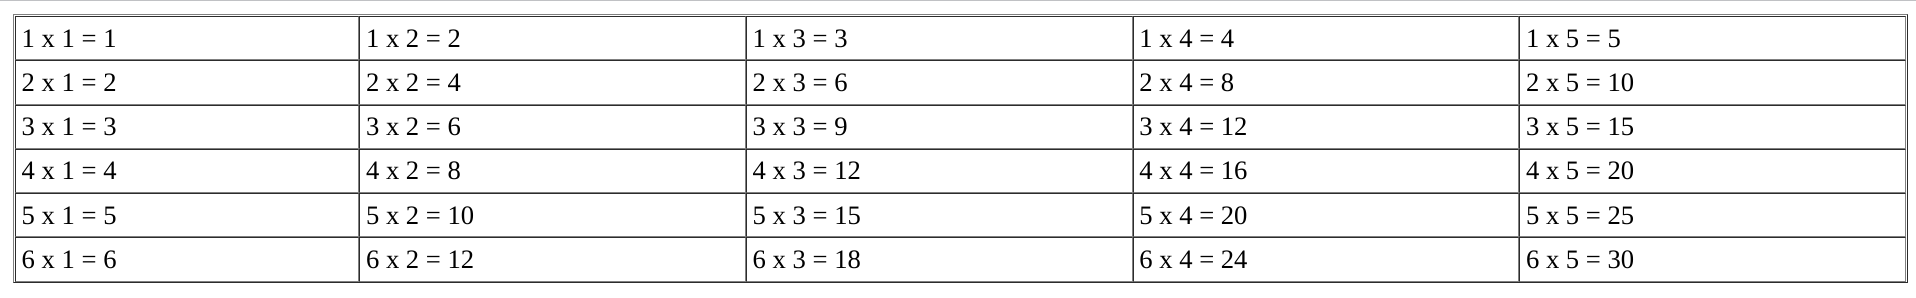 1 x 1 = 1 1 x 2 = 2 1 x 3 = 3 1 x 4 = 4 1 x 5 = 5
2 x 1 = 2 2 x 2 = 4 2 x 3 = 6 2 x 4 = 8 2 x 5 = 10
3 x 1 = 3 3 x 2 = 6 3 x 3 = 9 3 x 4 = 12 3 x 5 = 15
4 x 1 = 4 4 x 2 = 8 4 x 3 = 12 4 x 4 = 16 4 x 5 = 20
5 x 1 = 5 5 x 2 = 10 5 x 3 = 15 5 x 4 = 20 5 x 5 = 25
6 x 1 = 6 6 x 2 = 12 6 x 3 = 18 6 x 4 = 24 6 x 5 = 30